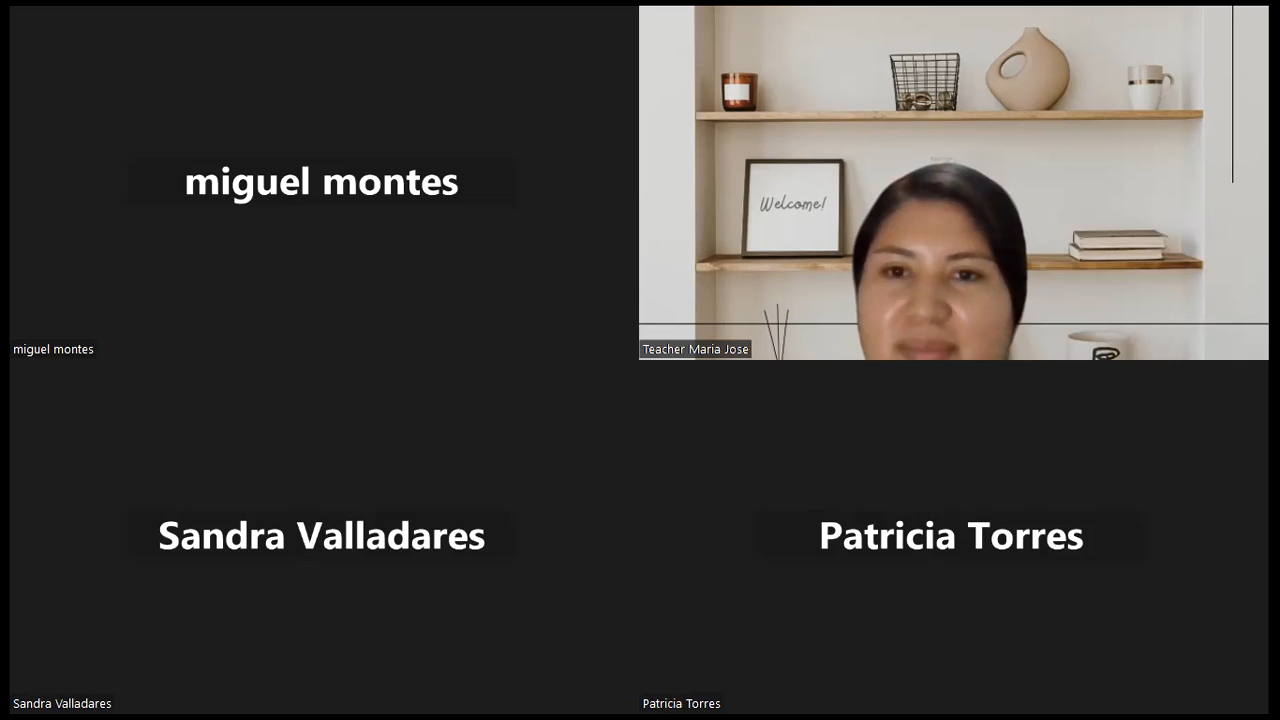 miguel montes
miguel montes
Welcome!
Teacher Maria Jose
Sandra Valladares
Sandra Valladares
Patricia Torres
Patricia Torres